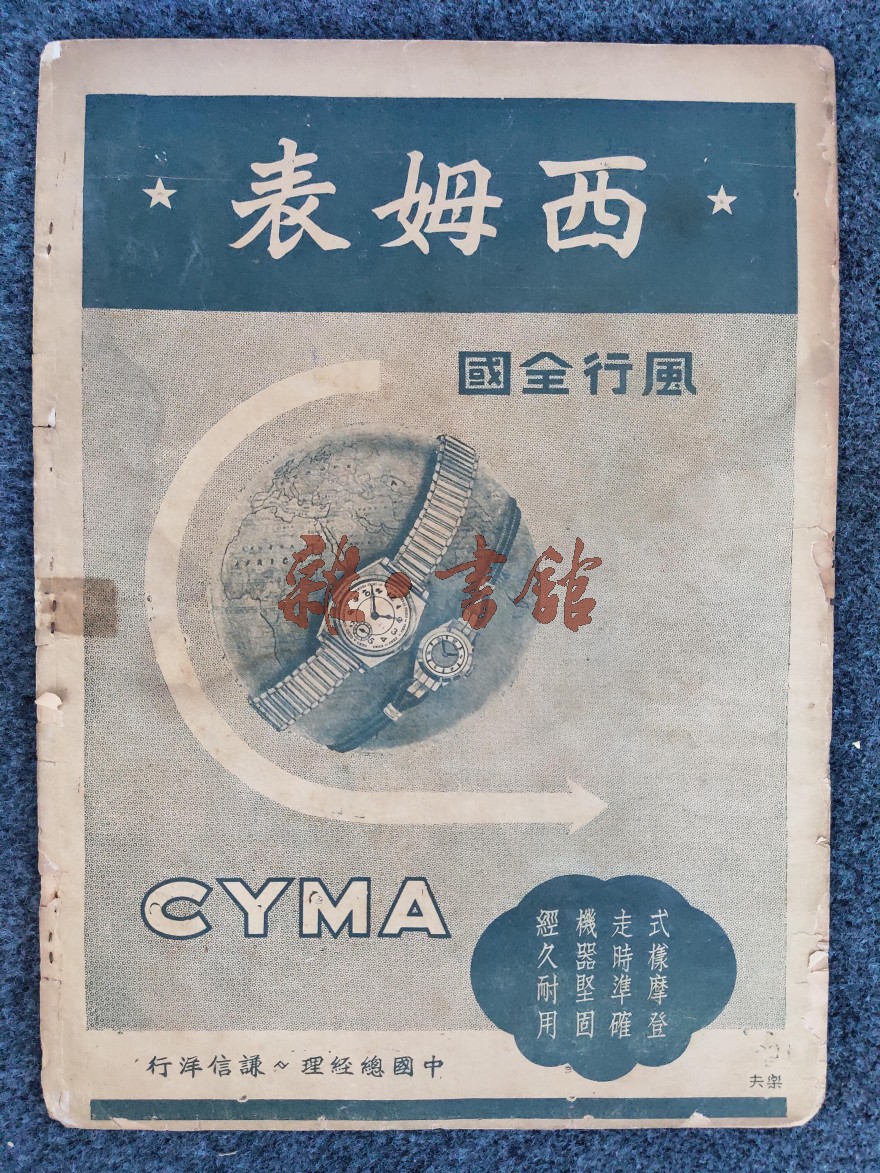 西姆表
風行全國
雜·書館
CYMA
式樣摩登
走時準確
機器堅固
經久耐用
中國總經理~謙信洋行
樂夫